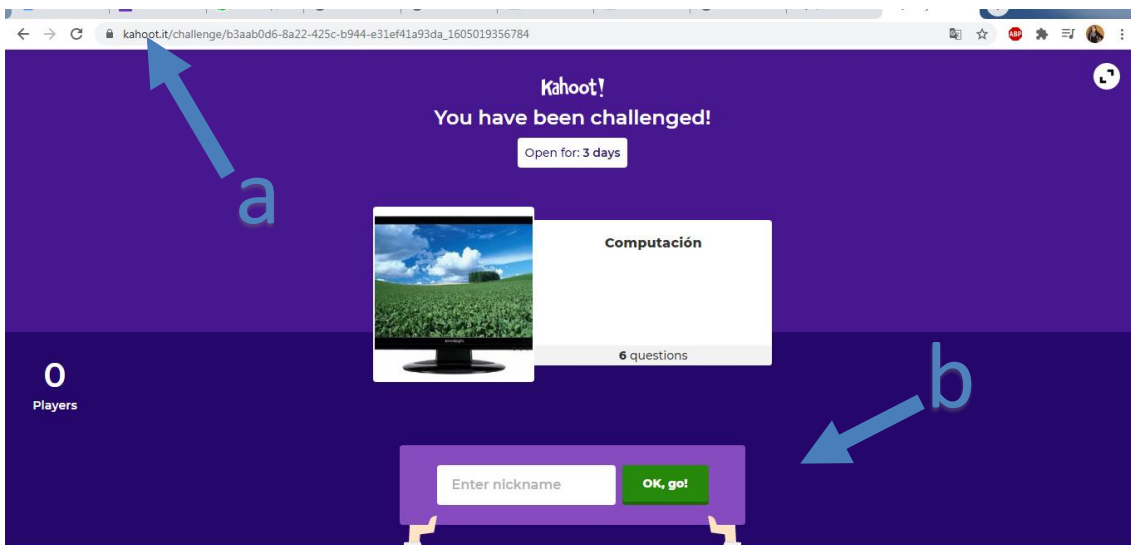 kahoot.it/challenge/b3aab0d6-8a22-425c-b944-e31ef41a93da_1605019356784
ABP
a
Kahoot!
You have been challenged!
Open for: 3 days
Computación
6 questions
0
Players
b
Enter nickname
OK, go!